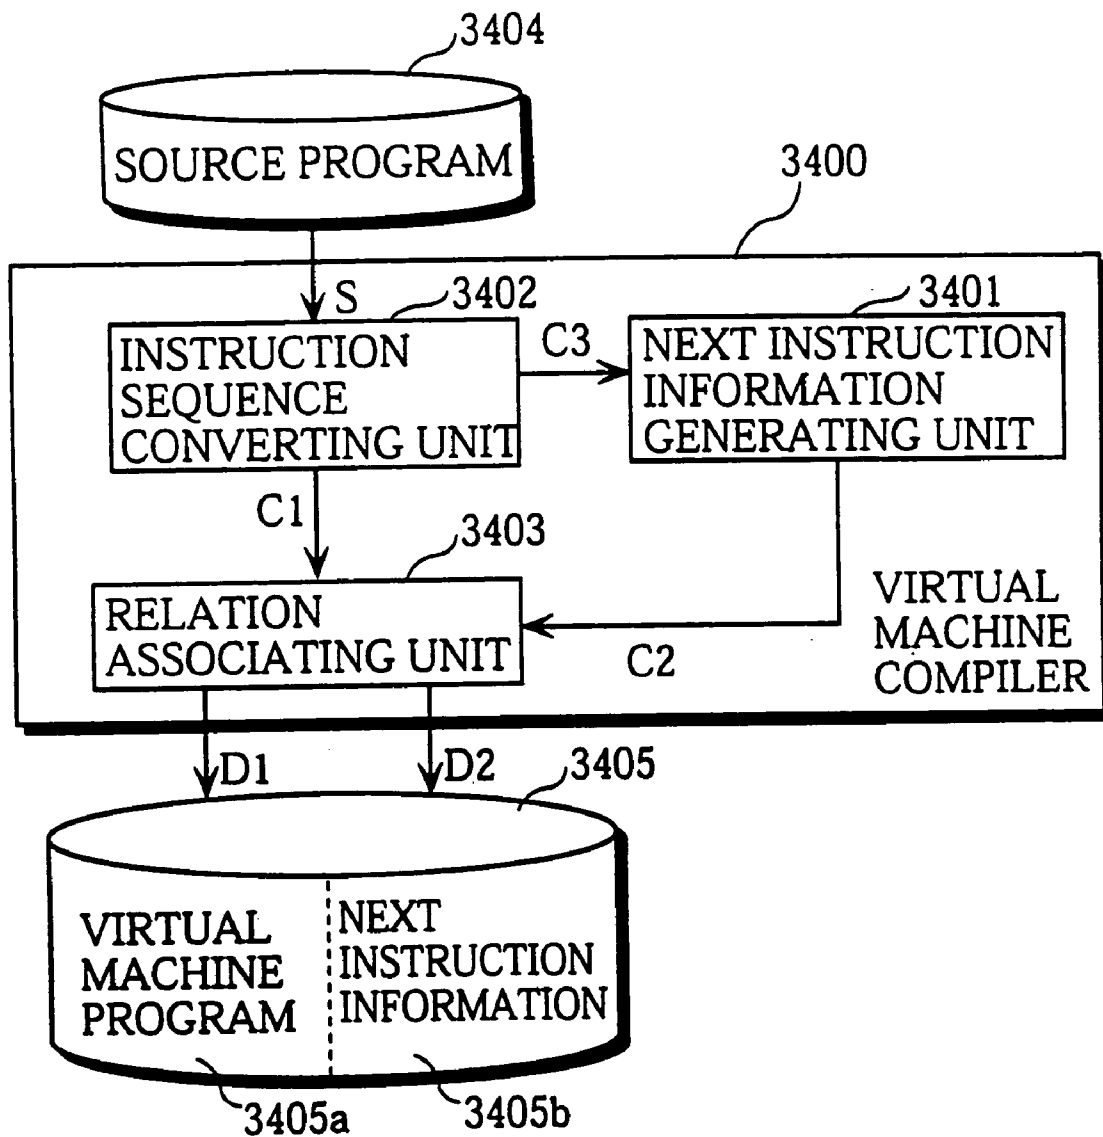 3404
SOURCE PROGRAM
3400
S
3402
INSTRUCTION
SEQUENCE
CONVERTING UNIT
C3
3401
NEXT INSTRUCTION
INFORMATION
GENERATING UNIT
C1
3403
RELATION
ASSOCIATING UNIT
C2
VIRTUAL
MACHINE
COMPILER
D1
D2
3405
VIRTUAL
MACHINE
PROGRAM
NEXT
INSTRUCTION
INFORMATION
3405a
3405b